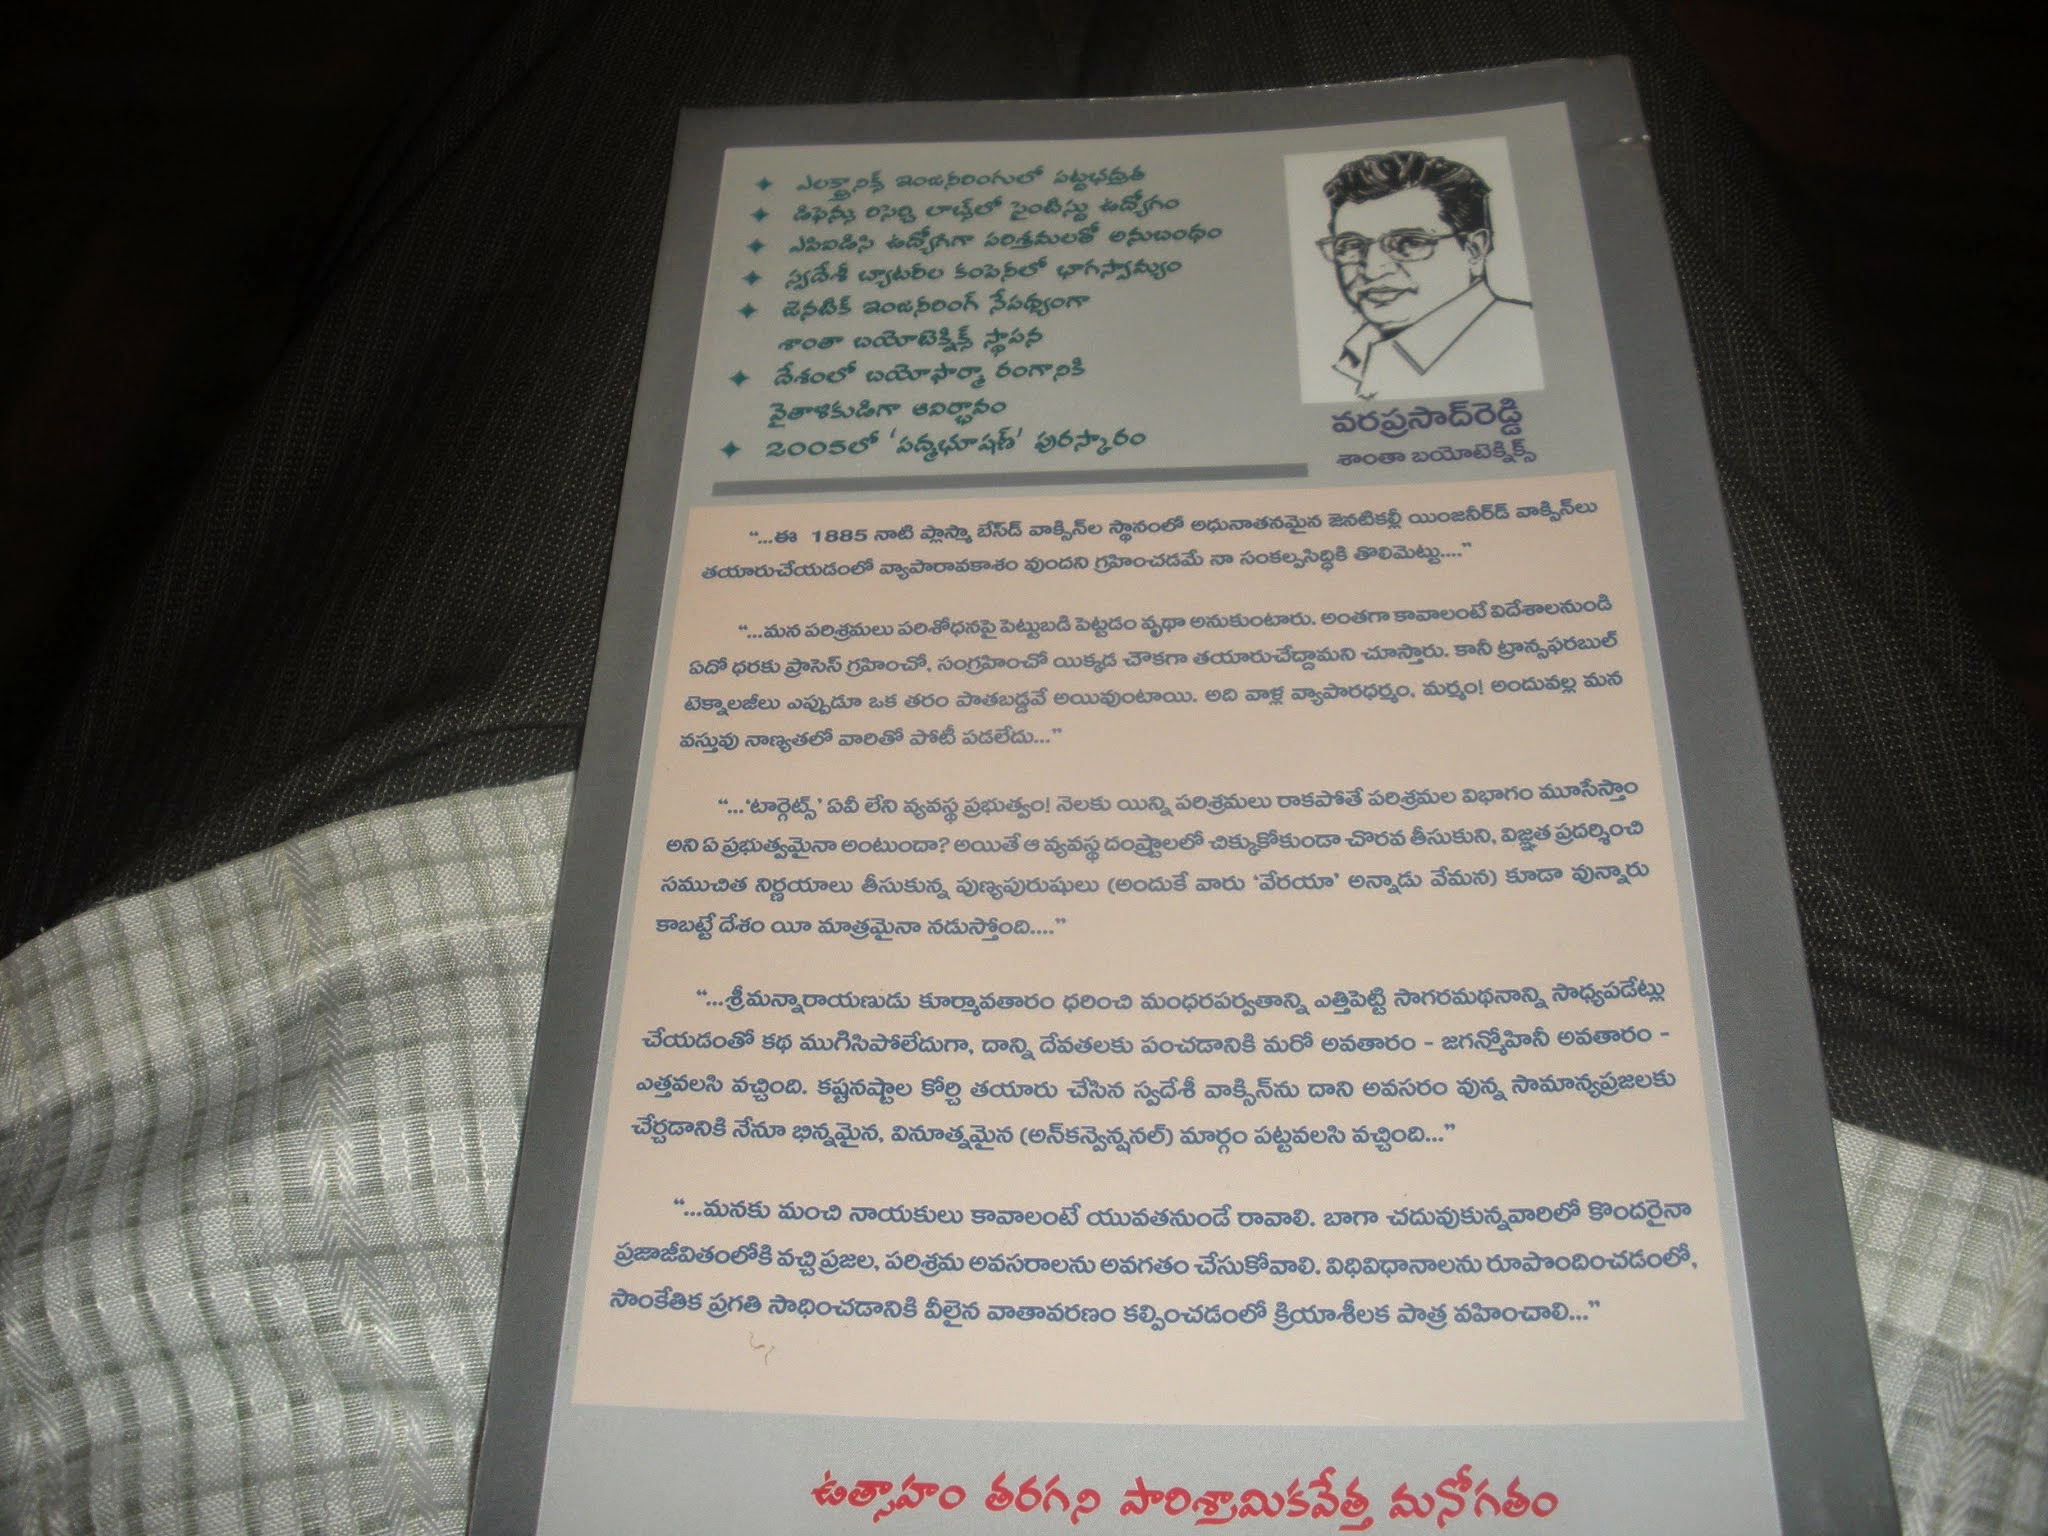 ఎలక్ట్రానిక్స్ ఇంజనీరింగులో పట్టభద్రత
డిఫెన్సు రిసెర్చి లాబ్స్‌లో సైంటిస్టు ఉద్యోగం
ఎపిఐడిసి ఉద్యోగిగా పరిశ్రమలతో అనుబంధం
స్వదేశీ బ్యాటరీల కంపెనీలో భాగస్వామ్యం
జెనటిక్ ఇంజనీరింగ్ నేపథ్యంగా
శాంతా బయోటెక్నిక్స్ స్థాపన
దేశంలో బయోఫార్మా రంగానికి
వైతాళికుడిగా ఆవిర్భావం
2005లో ‘పద్మభూషణ్’ పురస్కారం
వరప్రసాద్‌రెడ్డి
శాంతా బయోటెక్నిక్స్
“...ఈ 1885 నాటి ప్లాస్మా బేస్‌డ్ వాక్సిన్‌ల స్థానంలో అధునాతనమైన జెనటికల్లీ యింజనీర్‌డ్ వాక్సిన్‌లు
తయారుచేయడంలో వ్యాపారావకాశం వుందని గ్రహించడమే నా సంకల్పసిద్ధికి తొలిమెట్టు....”
“...మన పరిశ్రమలు పరిశోధనపై పెట్టుబడి పెట్టడం వృథా అనుకుంటారు. అంతగా కావాలంటే విదేశాలనుండి
ఏదో ధరకు ప్రాసెస్ గ్రహించో, సంగ్రహించో యిక్కడ చౌకగా తయారుచేద్దామని చూస్తారు. కానీ ట్రాన్సఫరబుల్
టెక్నాలజీలు ఎప్పుడూ ఒక తరం పాతబడ్డవే అయివుంటాయి. అది వాళ్ల వ్యాపారధర్మం, మర్మం! అందువల్ల మన
వస్తువు నాణ్యతలో వారితో పోటీ పడలేదు...”
“...‘టార్గెట్స్’ ఏవీ లేని వ్యవస్థ ప్రభుత్వం! నెలకు యిన్ని పరిశ్రమలు రాకపోతే పరిశ్రమల విభాగం మూసేస్తాం
అని ఏ ప్రభుత్వమైనా అంటుందా? అయితే ఆ వ్యవస్థ దంష్ట్రాలలో చిక్కుకోకుండా చొరవ తీసుకుని, విజ్ఞత ప్రదర్శించి
సముచిత నిర్ణయాలు తీసుకున్న పుణ్యపురుషులు (అందుకే వారు ‘వేరయా’ అన్నాడు వేమన) కూడా వున్నారు
కాబట్టే దేశం యీ మాత్రమైనా నడుస్తోంది....”
“...శ్రీమన్నారాయణుడు కూర్మావతారం ధరించి మంధరపర్వతాన్ని ఎత్తిపెట్టి సాగరమథనాన్ని సాధ్యపడేట్లు
చేయడంతో కథ ముగిసిపోలేదుగా, దాన్ని దేవతలకు పంచడానికి మరో అవతారం - జగన్మోహినీ అవతారం -
ఎత్తవలసి వచ్చింది. కష్టనష్టాల కోర్చి తయారు చేసిన స్వదేశీ వాక్సిన్‌ను దాని అవసరం వున్న సామాన్యప్రజలకు
చేర్చడానికి నేనూ భిన్నమైన, వినూత్నమైన (అన్‌కన్వెన్షనల్) మార్గం పట్టవలసి వచ్చింది...”
“...మనకు మంచి నాయకులు కావాలంటే యువతనుండే రావాలి. బాగా చదువుకున్నవారిలో కొందరైనా
ప్రజాజీవితంలోకి వచ్చి ప్రజల, పరిశ్రమ అవసరాలను అవగతం చేసుకోవాలి. విధివిధానాలను రూపొందించడంలో,
సాంకేతిక ప్రగతి సాధించడానికి వీలైన వాతావరణం కల్పించడంలో క్రియాశీలక పాత్ర వహించాలి...”
ఉత్సాహం తరగని పారిశ్రామికవేత్త మనోగతం